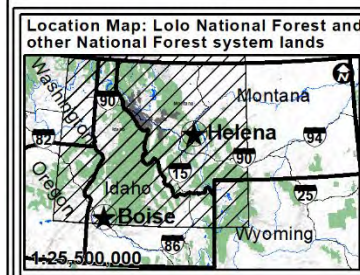 Location Map: Lolo National Forest and
other National Forest system lands
Washington
90
Montana
82
Helena
94
Oregon
90
15
Idaho
25
Boise
Wyoming
86
1:25,500,000